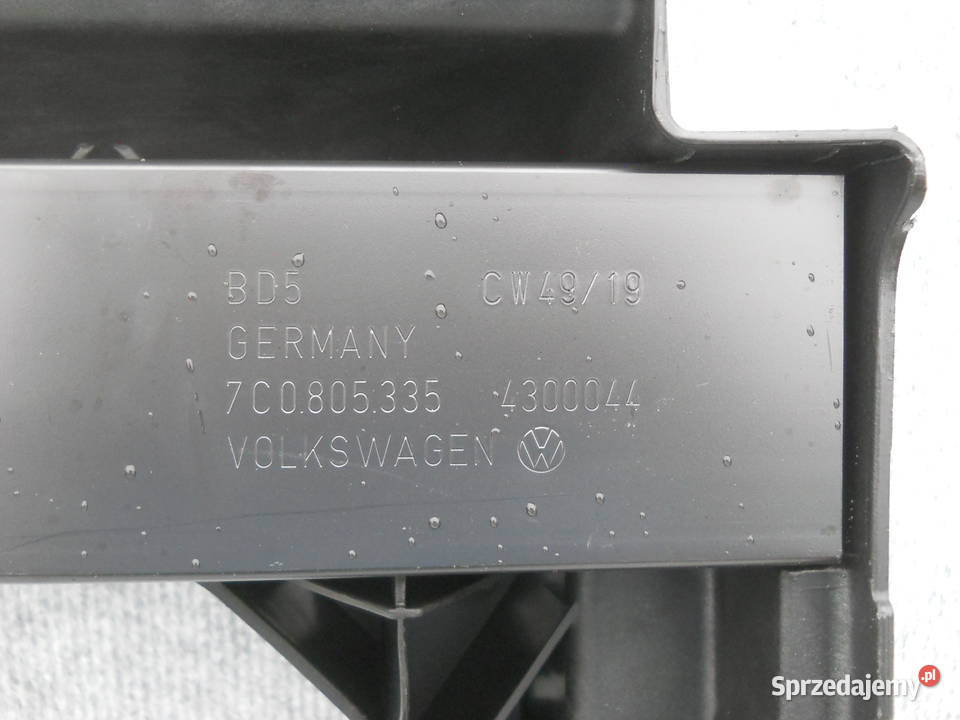 BD5 CW49/19
GERMANY
7C0.805.335 4300044
VOLKSWAGEN
Sprzedajemy.pl